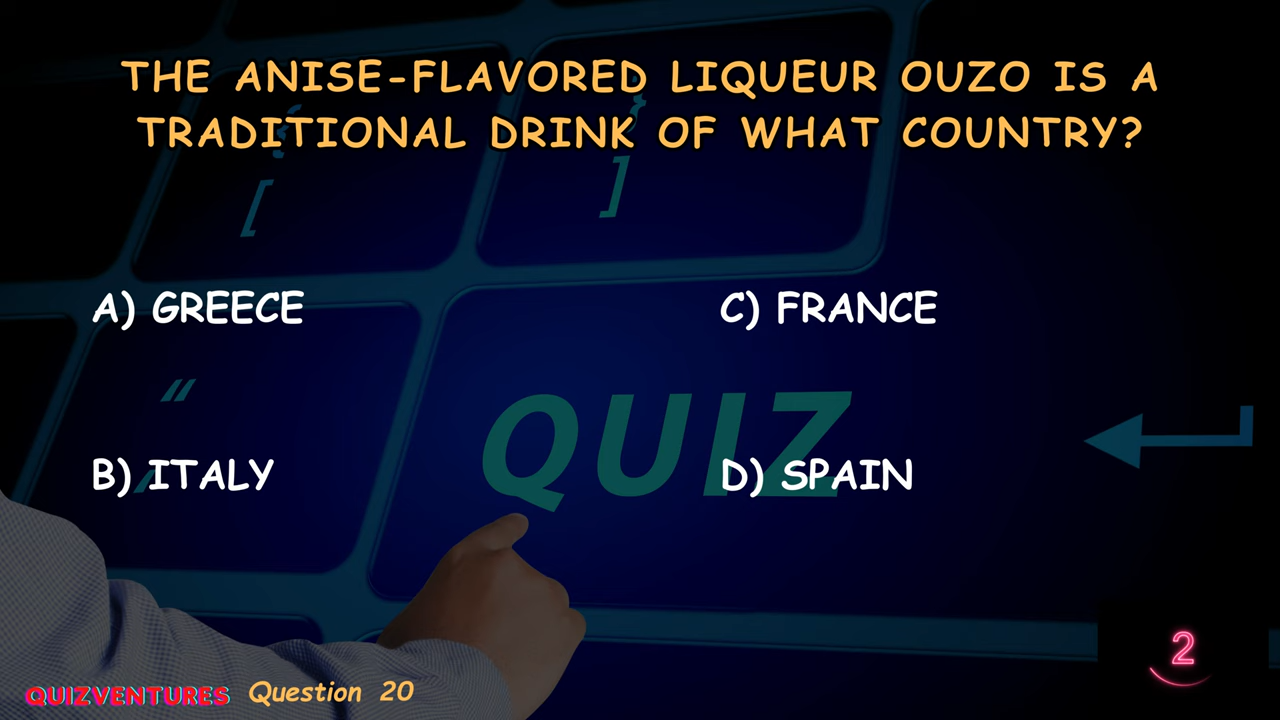 THE ANISE-FLAVORED LIQUEUR OUZO IS A
TRADITIONAL DRINK OF WHAT COUNTRY?
{
}
[
]
A) GREECE
C) FRANCE
"
QUIZ
B) ITALY
D) SPAIN
2
QUIZVENTURES Question 20